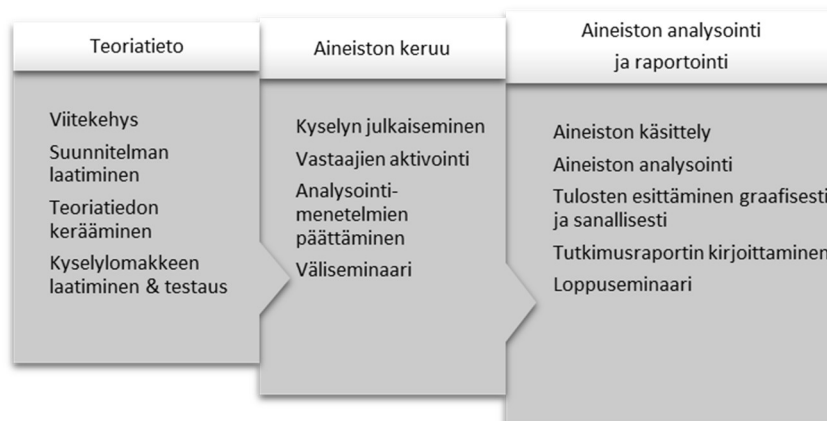 Teoriatieto
Viitekehys
Suunnitelman
laatiminen
Teoriatiedon
kerääminen
Kyselylomakkeen
laatiminen & testaus
Aineiston keruu
Kyselyn julkaiseminen
Vastaajien aktivointi
Analysointi-
menetelmien
päättäminen
Väliseminaari
Aineiston analysointi
ja raportointi
Aineiston käsittely
Aineiston analysointi
Tulosten esittäminen graafisesti
ja sanallisesti
Tutkimusraportin kirjoittaminen
Loppuseminaari